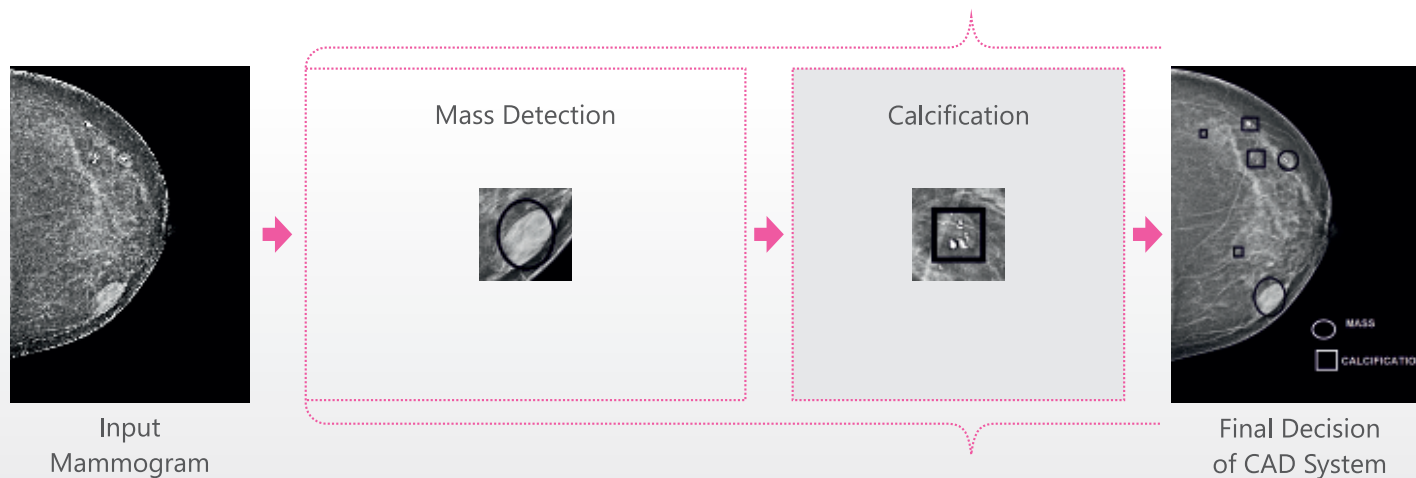 Mass Detection
Calcification
MASS
CALCIFICATIO
Input
Mammogram
Final Decision
of CAD System